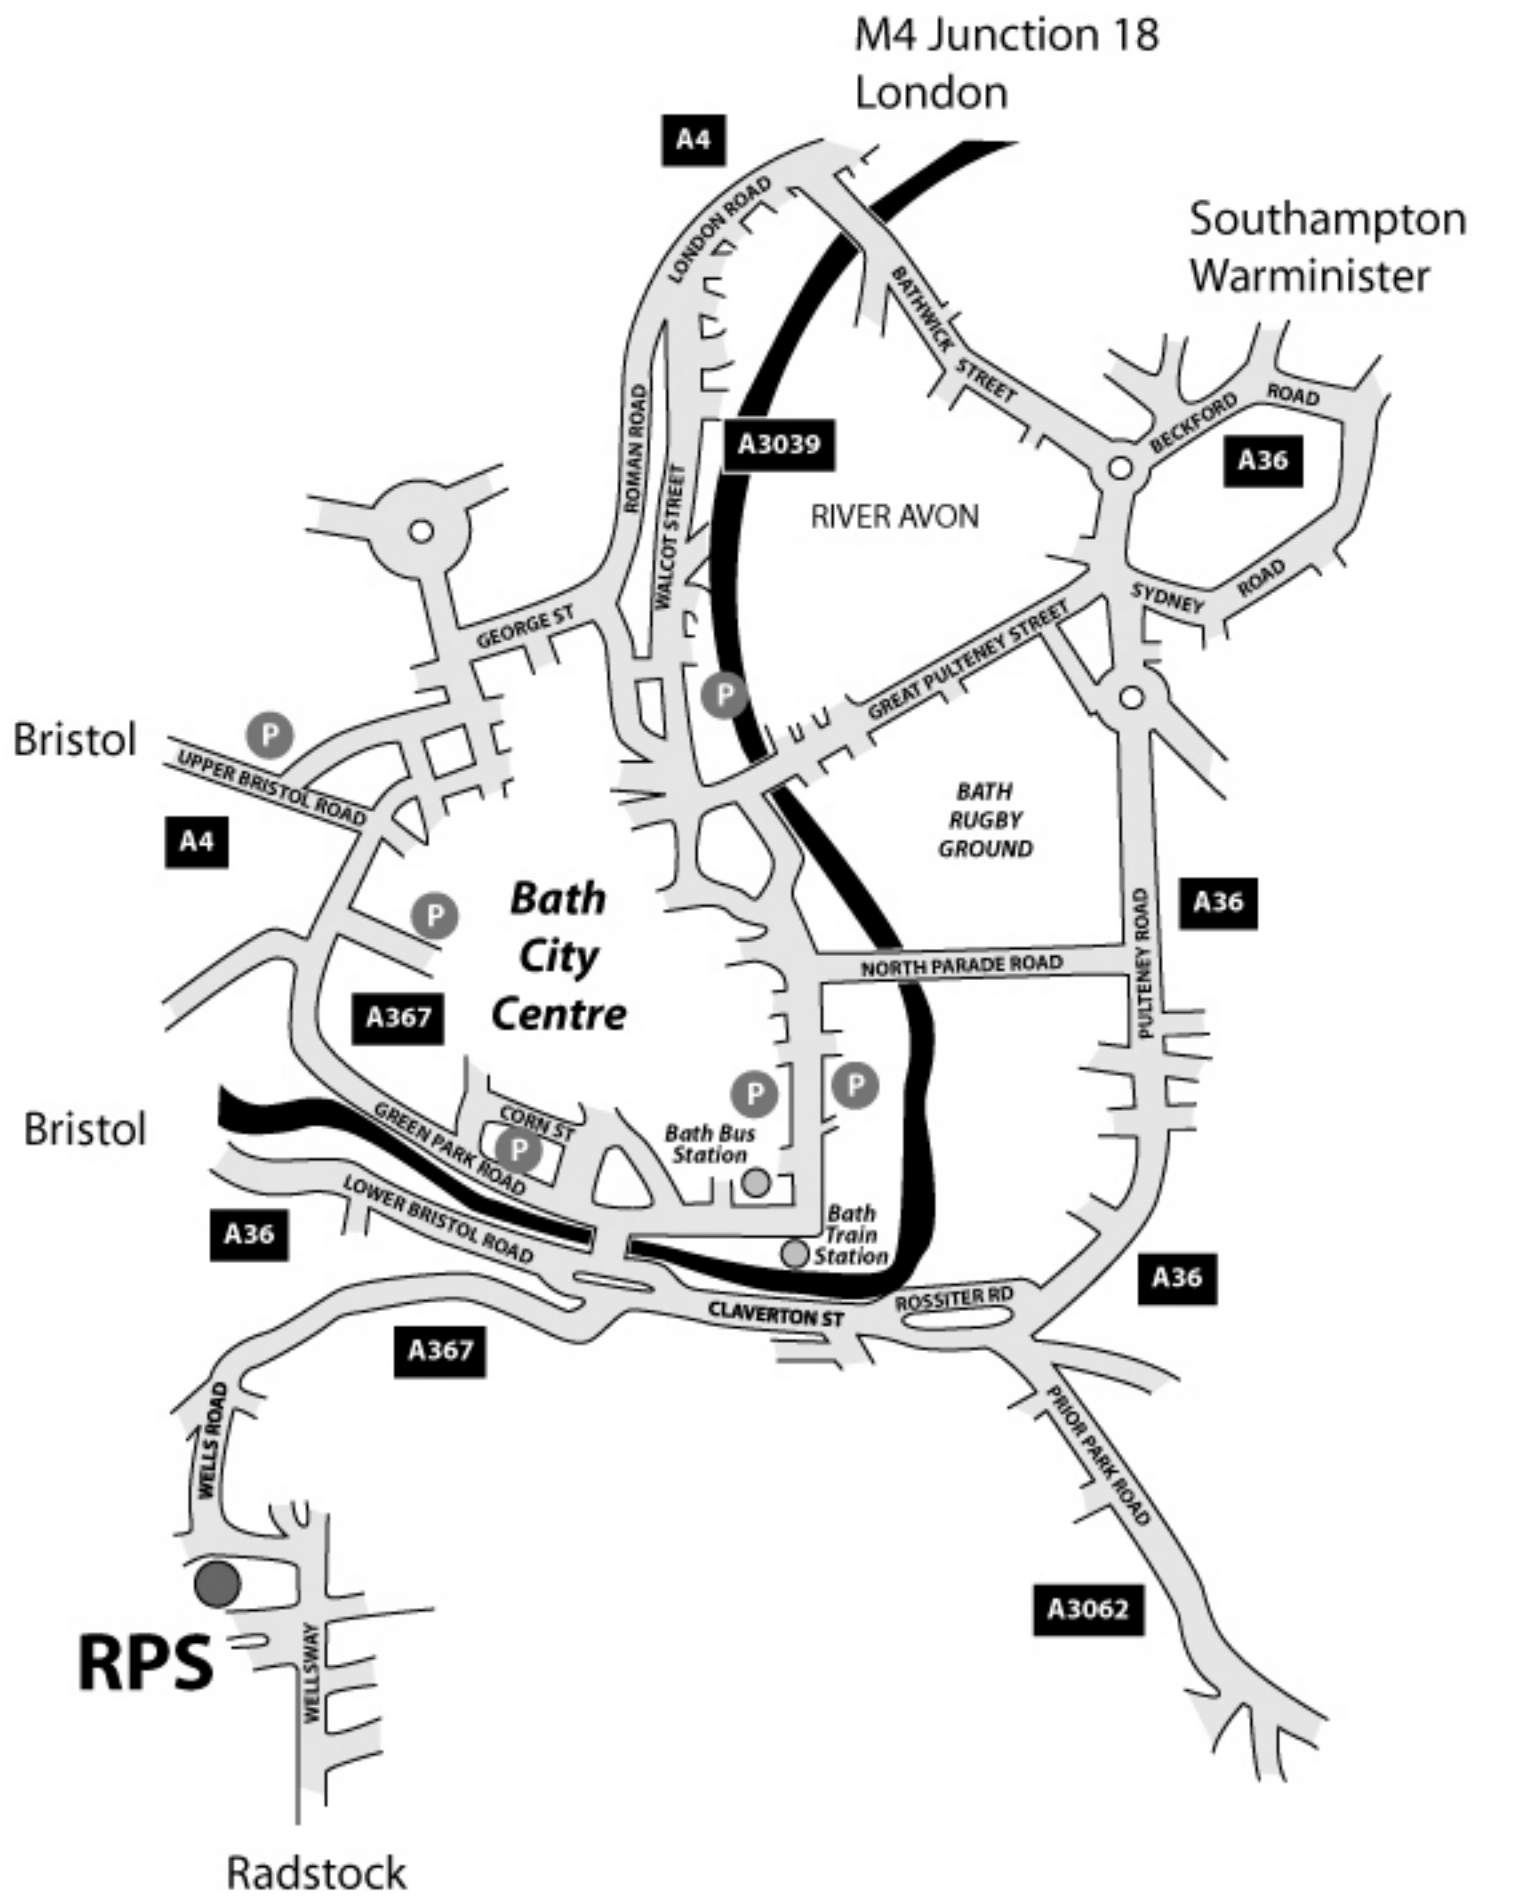 M4 Junction 18
London
A4
Southampton
Warminister
LONDON ROAD
BATHWICK STREET
BECKFORD ROAD
A3039
A36
ROMAN ROAD
WALCOT STREET
RIVER AVON
SYDNEY ROAD
GEORGE ST
GREAT PULTENEY STREET
P
P
Bristol
UPPER BRISTOL ROAD
A4
BATH
RUGBY
GROUND
Bath
City
Centre
P
A36
PULTENEY ROAD
NORTH PARADE ROAD
A367
P
P
Bristol
GREEN PARK ROAD
CORN ST
P
Bath Bus
Station
LOWER BRISTOL ROAD
A36
Bath
Train
Station
A36
ROSSITER RD
CLAVERTON ST
A367
WELLS ROAD
PRIOR PARK ROAD
A3062
RPS
WELLSWAY
Radstock